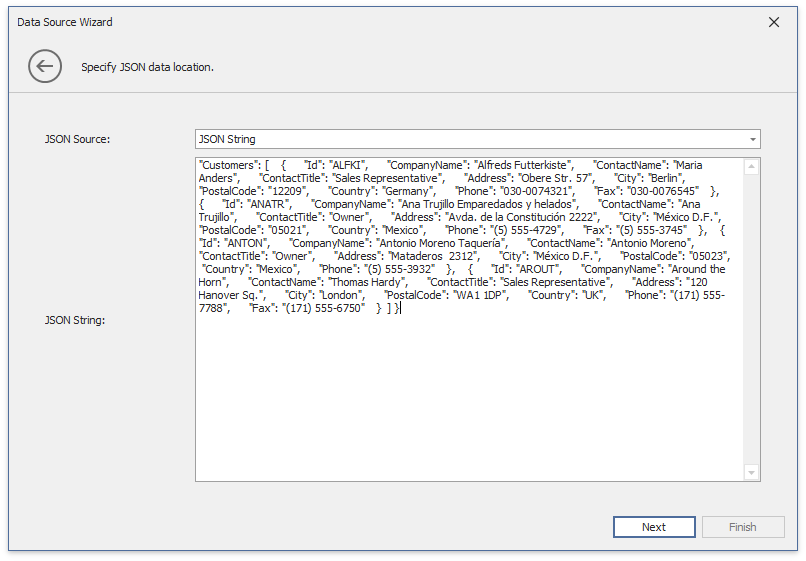 Data Source Wizard
Specify JSON data location.
JSON Source:
JSON String
"Customers": [ { "Id": "ALFKI", "CompanyName": "Alfreds Futterkiste", "ContactName": "Maria
Anders", "ContactTitle": "Sales Representative", "Address": "Obere Str. 57", "City": "Berlin",
"PostalCode": "12209", "Country": "Germany", "Phone": "030-0074321", "Fax": "030-0076545" },
{ "Id": "ANATR", "CompanyName": "Ana Trujillo Emparedados y helados", "ContactName": "Ana
Trujillo", "ContactTitle": "Owner", "Address": "Avda. de la Constitución 2222", "City": "México D.F.",
"PostalCode": "05021", "Country": "Mexico", "Phone": "(5) 555-4729", "Fax": "(5) 555-3745" }, {
"Id": "ANTON", "CompanyName": "Antonio Moreno Taquería", "ContactName": "Antonio Moreno",
"ContactTitle": "Owner", "Address": "Mataderos 2312", "City": "México D.F.", "PostalCode": "05023",
"Country": "Mexico", "Phone": "(5) 555-3932" }, { "Id": "AROUT", "CompanyName": "Around the
Horn", "ContactName": "Thomas Hardy", "ContactTitle": "Sales Representative", "Address": "120
Hanover Sq.", "City": "London", "PostalCode": "WA1 1DP", "Country": "UK", "Phone": "(171) 555-
7788", "Fax": "(171) 555-6750" } ] }
JSON String:
Next
Finish